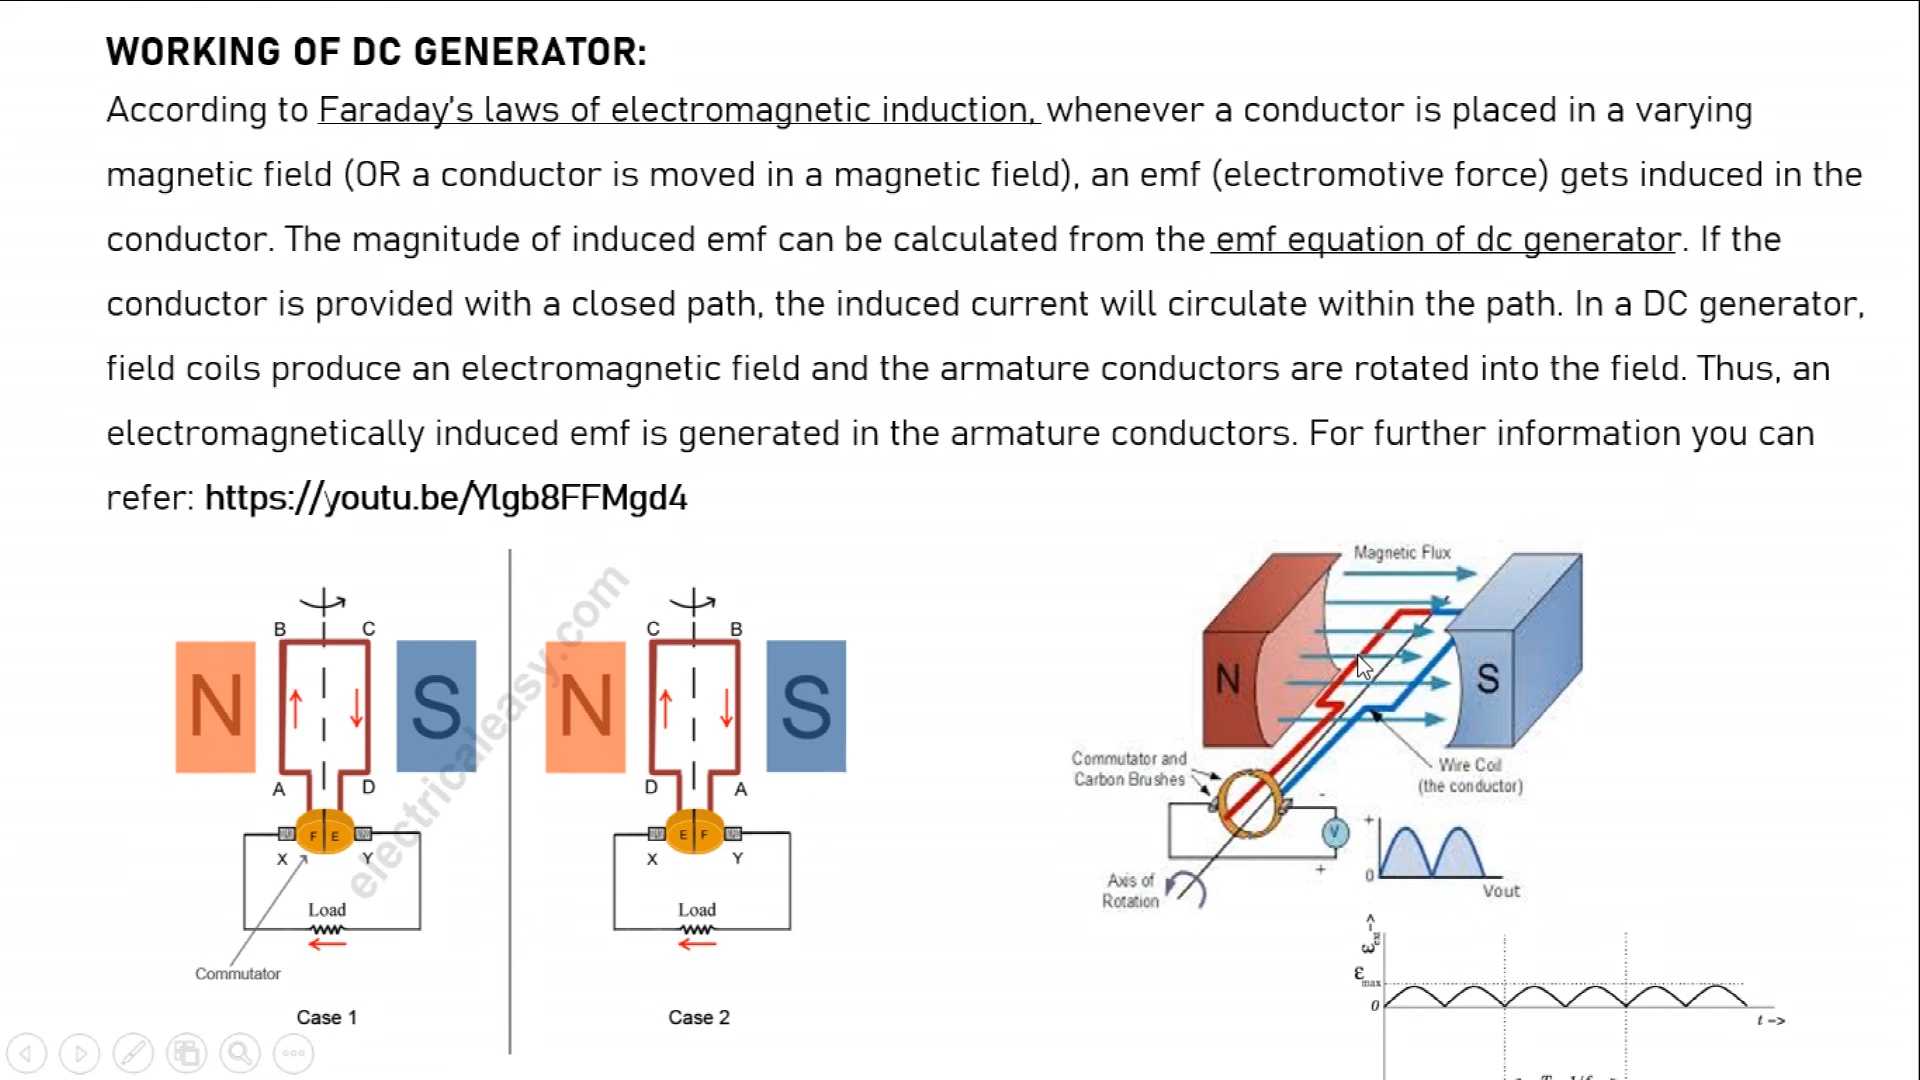 WORKING OF DC GENERATOR:
According to Faraday's laws of electromagnetic induction, whenever a conductor is placed in a varying
magnetic field (OR a conductor is moved in a magnetic field), an emf (electromotive force) gets induced in the
conductor. The magnitude of induced emf can be calculated from the emf equation of dc generator. If the
conductor is provided with a closed path, the induced current will circulate within the path. In a DC generator,
field coils produce an electromagnetic field and the armature conductors are rotated into the field. Thus, an
electromagnetically induced emf is generated in the armature conductors. For further information you can
refer: https://youtu.be/Ylgb8FFMgd4
B C
N S
A D
F E
X Y
Load
Commutator
Case 1
electricaleasy.com
C B
N S
D A
E F
X Y
Load
Case 2
Magnetic Flux
N
S
Commutator and
Carbon Brushes
Wire Coil
(the conductor)
-
V
+
Axis of
Rotation
+
0
Vout
ε ext -->
ε max
0
t -->